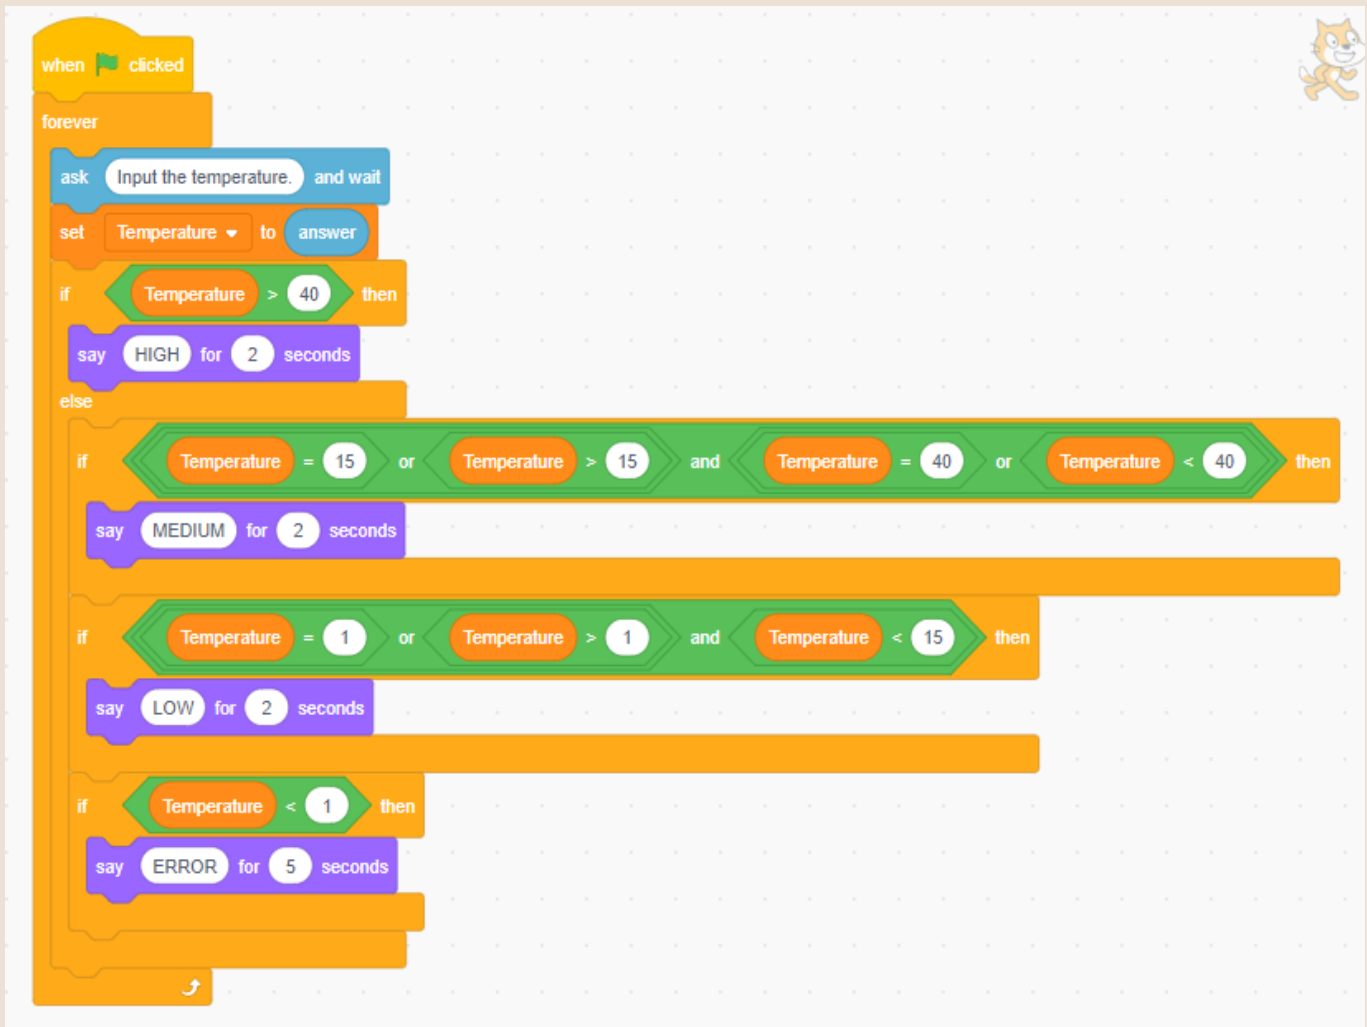 when clicked
forever
ask Input the temperature. and wait
set Temperature to answer
if Temperature > 40 then
say HIGH for 2 seconds
else
if Temperature = 15 or Temperature > 15 and Temperature = 40 or Temperature < 40 then
say MEDIUM for 2 seconds
if Temperature = 1 or Temperature > 1 and Temperature < 15 then
say LOW for 2 seconds
if Temperature < 1 then
say ERROR for 5 seconds